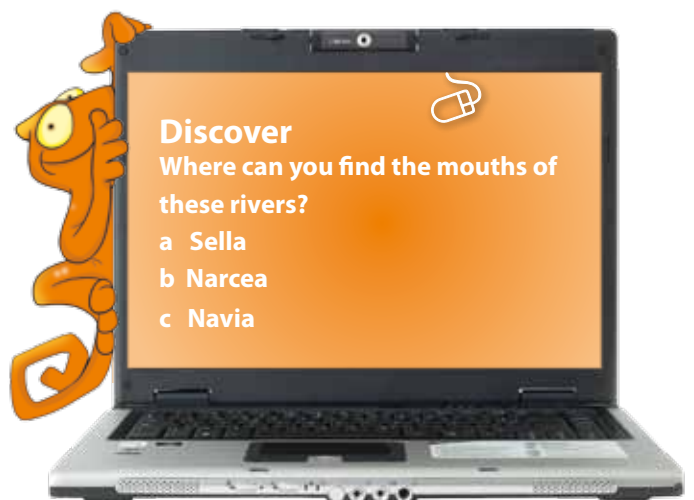 Discover
Where can you find the mouths of
these rivers?
a Sella
b Narcea
c Navia